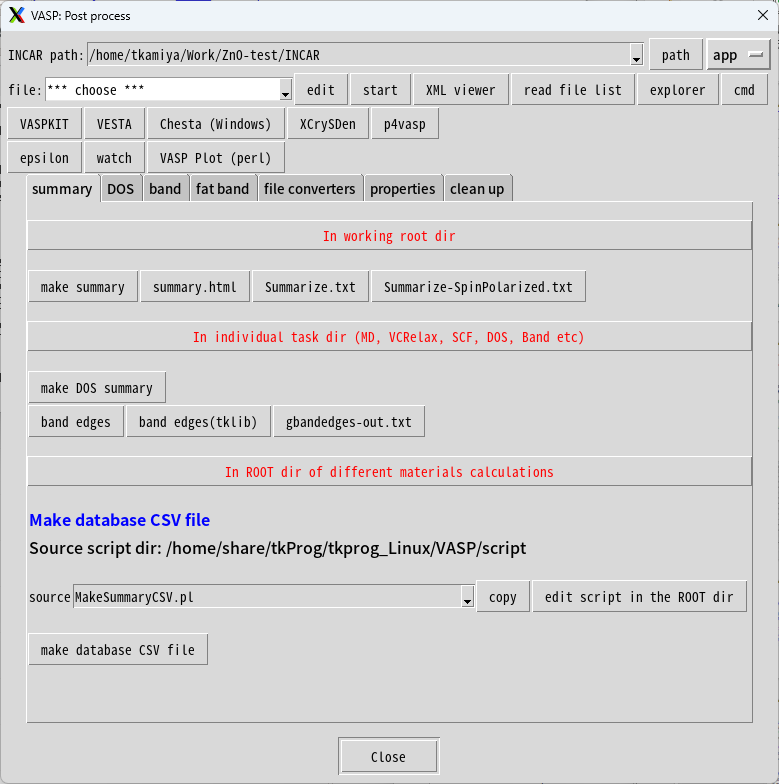 VASP: Post process
INCAR path: /home/tkamiya/Work/ZnO-test/INCAR path app
file: *** choose *** edit start XML viewer read file list explorer cmd
VASPKIT VESTA Chesta (Windows) XCrySDen p4vasp
epsilon watch VASP Plot (perl)
summary DOS band fat band file converters properties clean up
In working root dir
make summary summary.html Summarize.txt Summarize-SpinPolarized.txt
In individual task dir (MD, VCRelax, SCF, DOS, Band etc)
make DOS summary
band edges band edges(tklib) gbandedges-out.txt
In ROOT dir of different materials calculations
Make database CSV file
Source script dir: /home/share/tkProg/tkprog_Linux/VASP/script
source MakeSummaryCSV.pl copy edit script in the ROOT dir
make database CSV file
Close